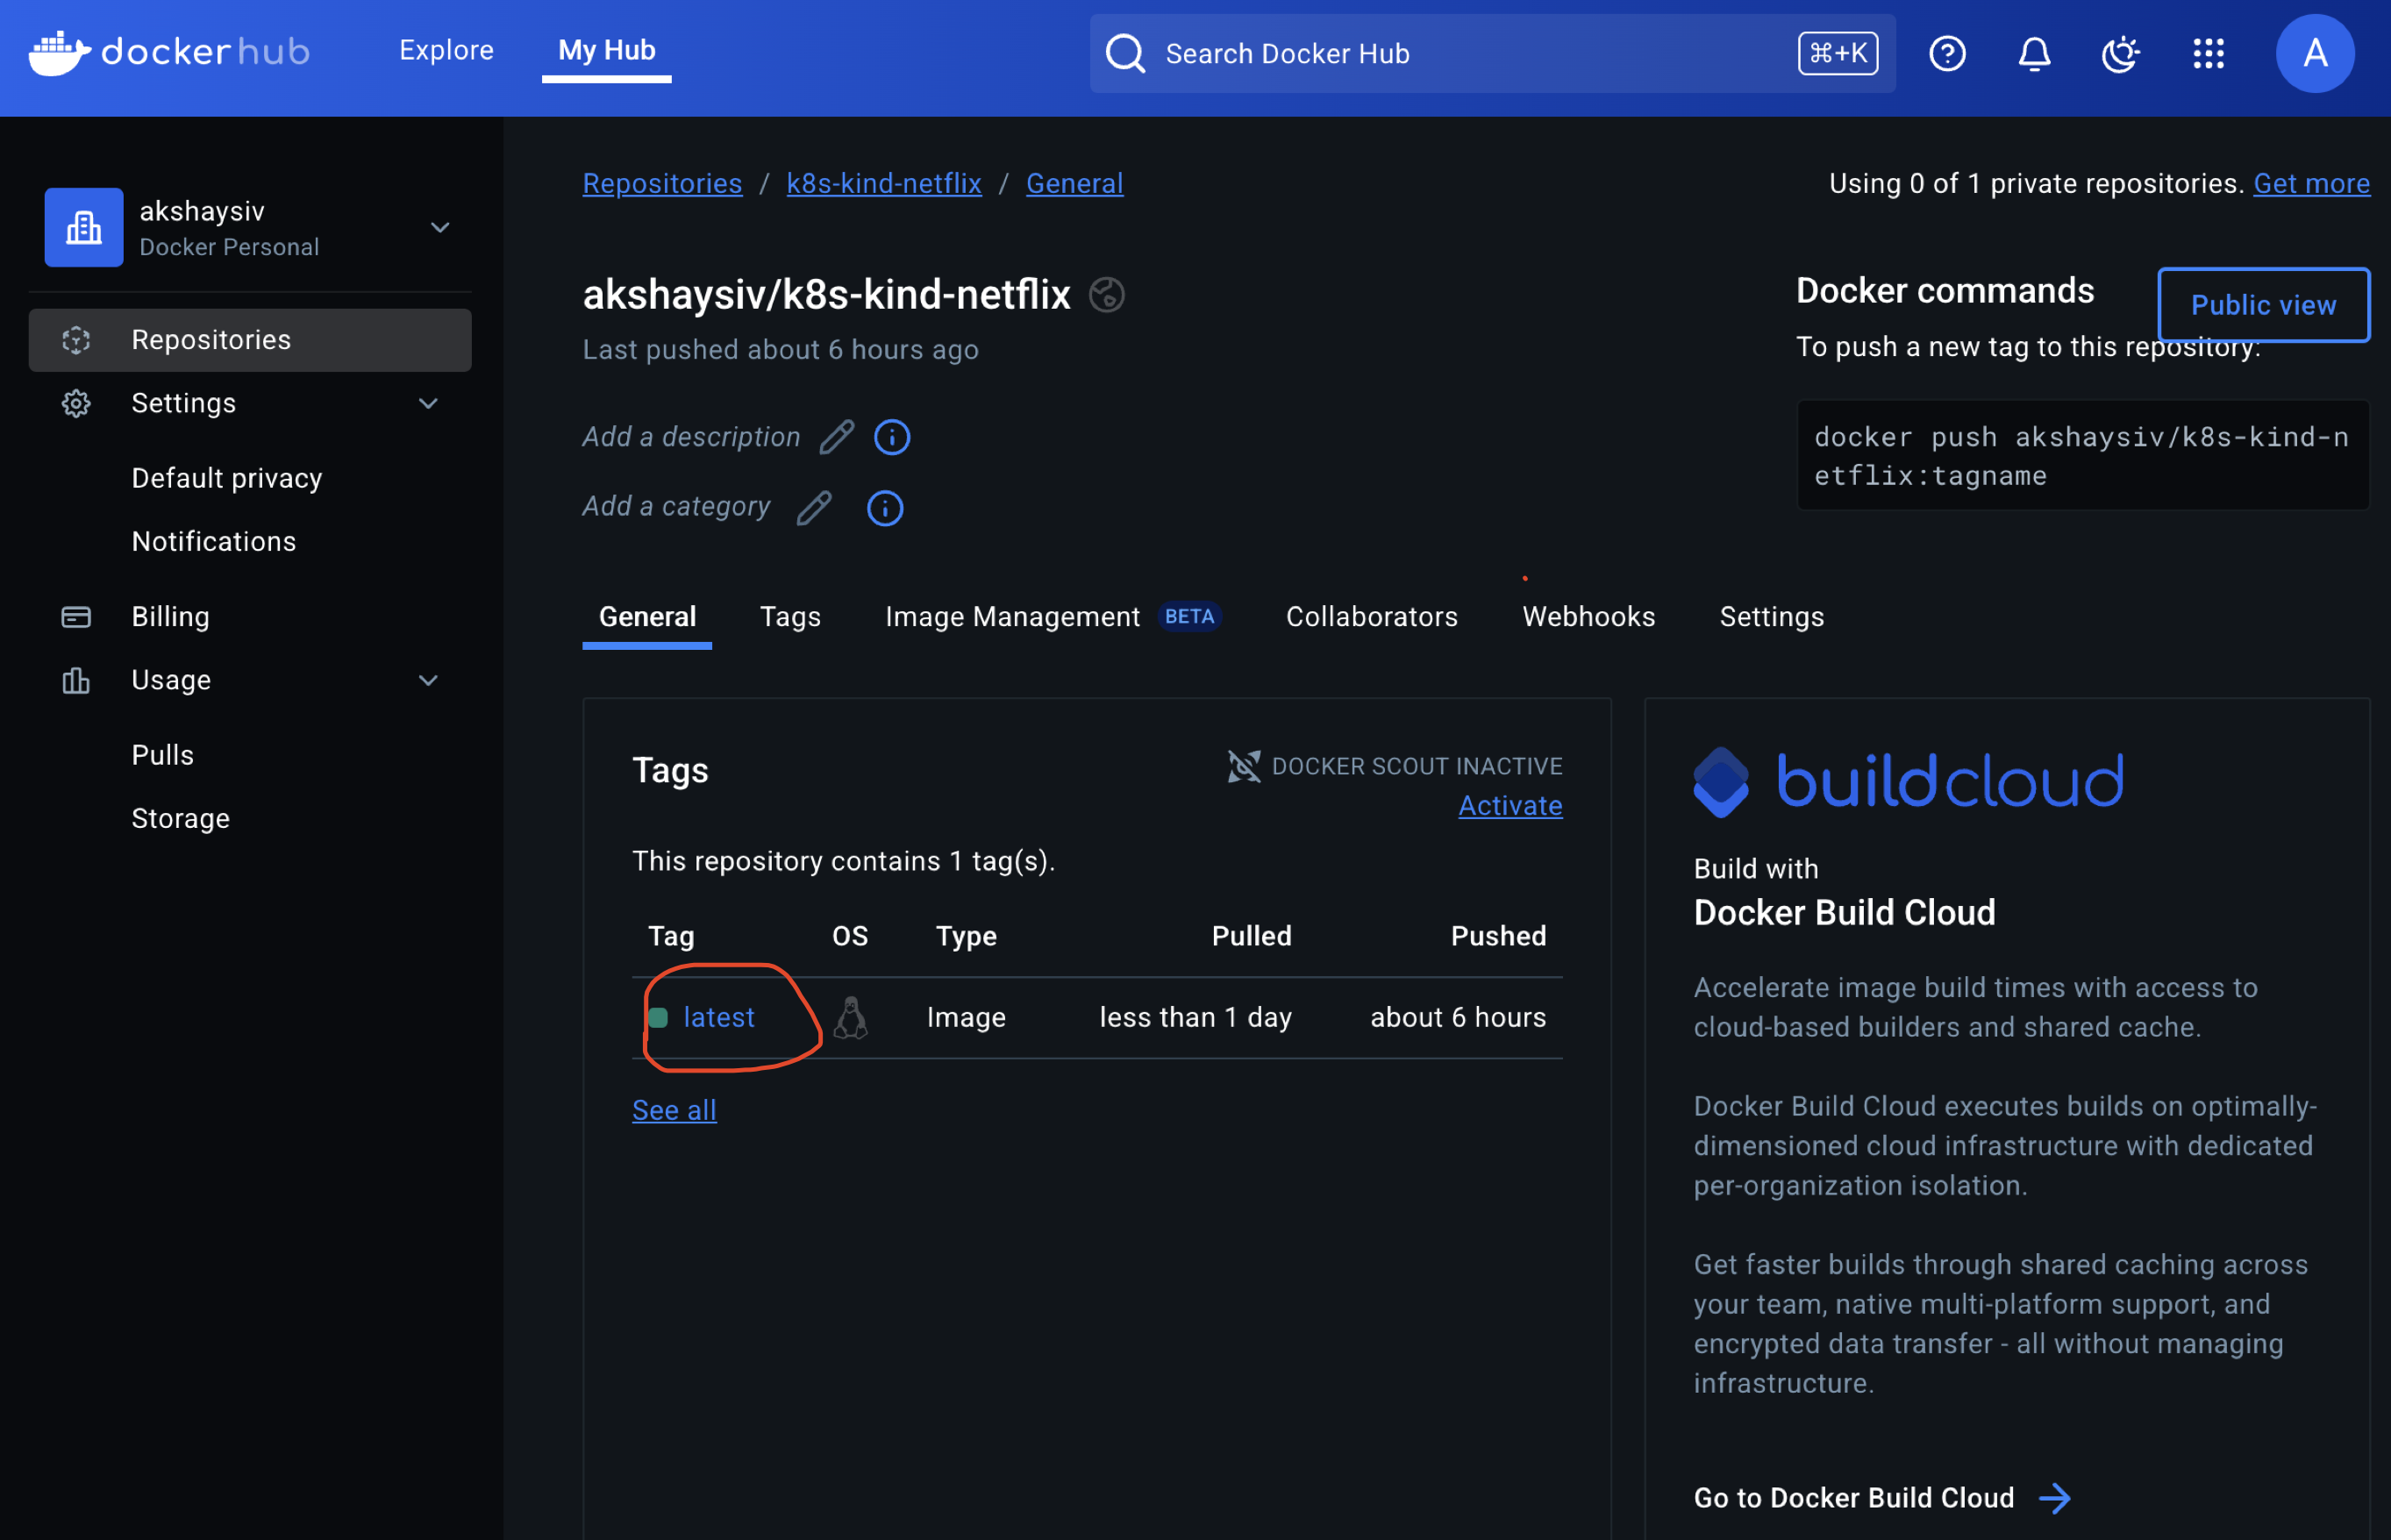 dockerhub
Explore
My Hub
Search Docker Hub
⌘+K
A
akshaysiv
Docker Personal
Repositories
Settings
Default privacy
Notifications
Billing
Usage
Pulls
Storage
Repositories / k8s-kind-netflix / General
Using 0 of 1 private repositories. Get more
akshaysiv/k8s-kind-netflix
Last pushed about 6 hours ago
Add a description
Add a category
Docker commands
Public view
To push a new tag to this repository:
docker push akshaysiv/k8s-kind-n
etflix:tagname
General
Tags
Image Management BETA
Collaborators
Webhooks
Settings
Tags
DOCKER SCOUT INACTIVE
Activate
This repository contains 1 tag(s).
Tag OS Type Pulled Pushed
latest Image less than 1 day about 6 hours
See all
buildcloud
Build with
Docker Build Cloud
Accelerate image build times with access to
cloud-based builders and shared cache.
Docker Build Cloud executes builds on optimally-
dimensioned cloud infrastructure with dedicated
per-organization isolation.
Get faster builds through shared caching across
your team, native multi-platform support, and
encrypted data transfer - all without managing
infrastructure.
Go to Docker Build Cloud